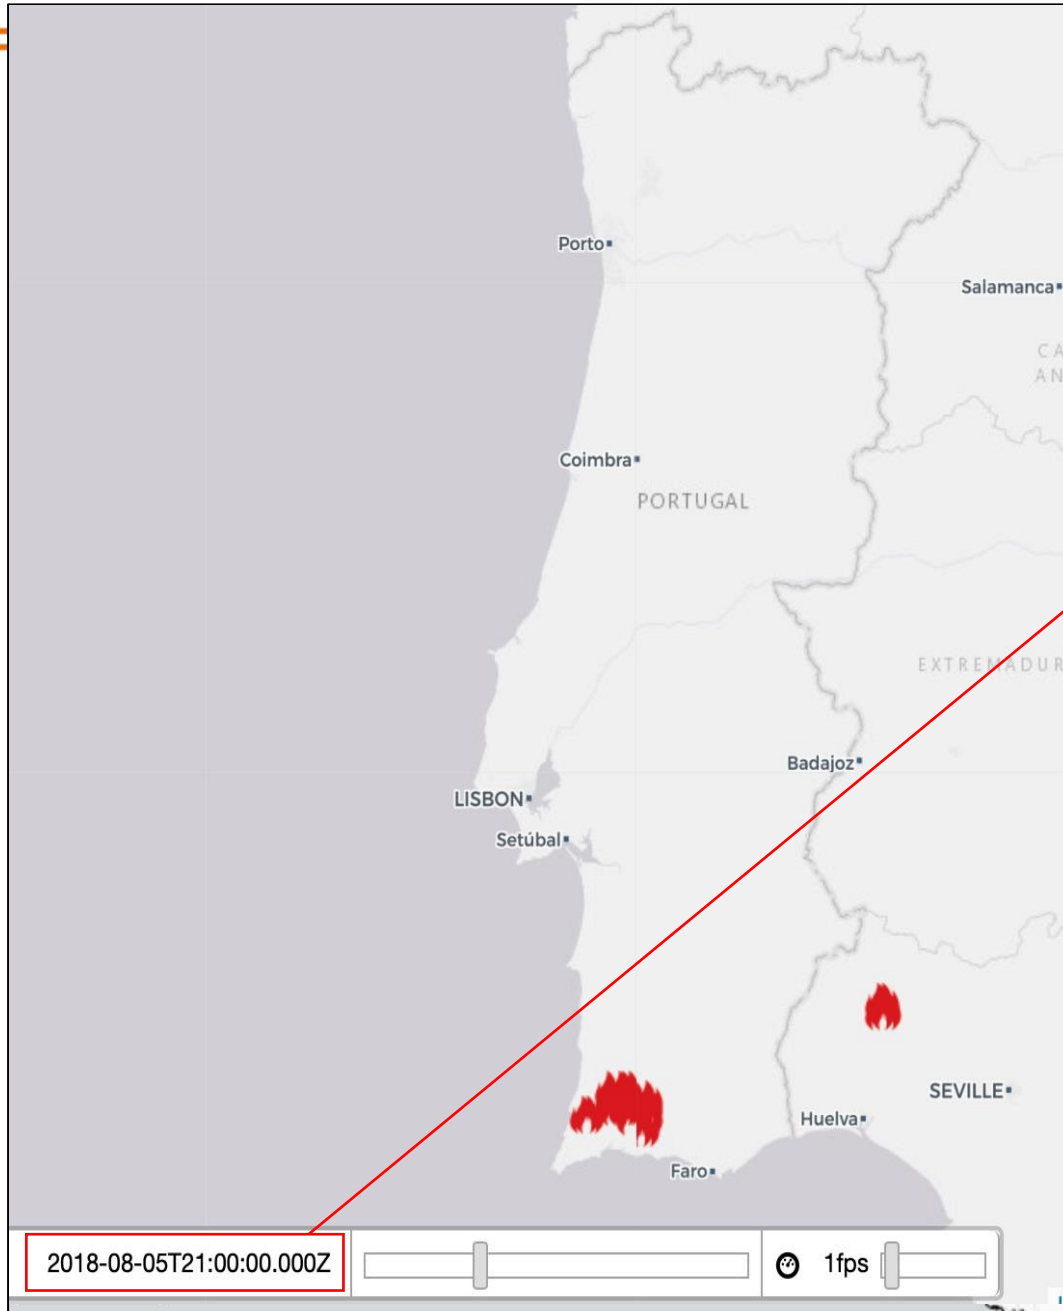 Porto
Salamanca
CA
AN
Coimbra
PORTUGAL
EXTREMADUR
Badajoz
LISBON
Setúbal
SEVILLE
Huelva
Faro
2018-08-05T21:00:00.000Z
1fps